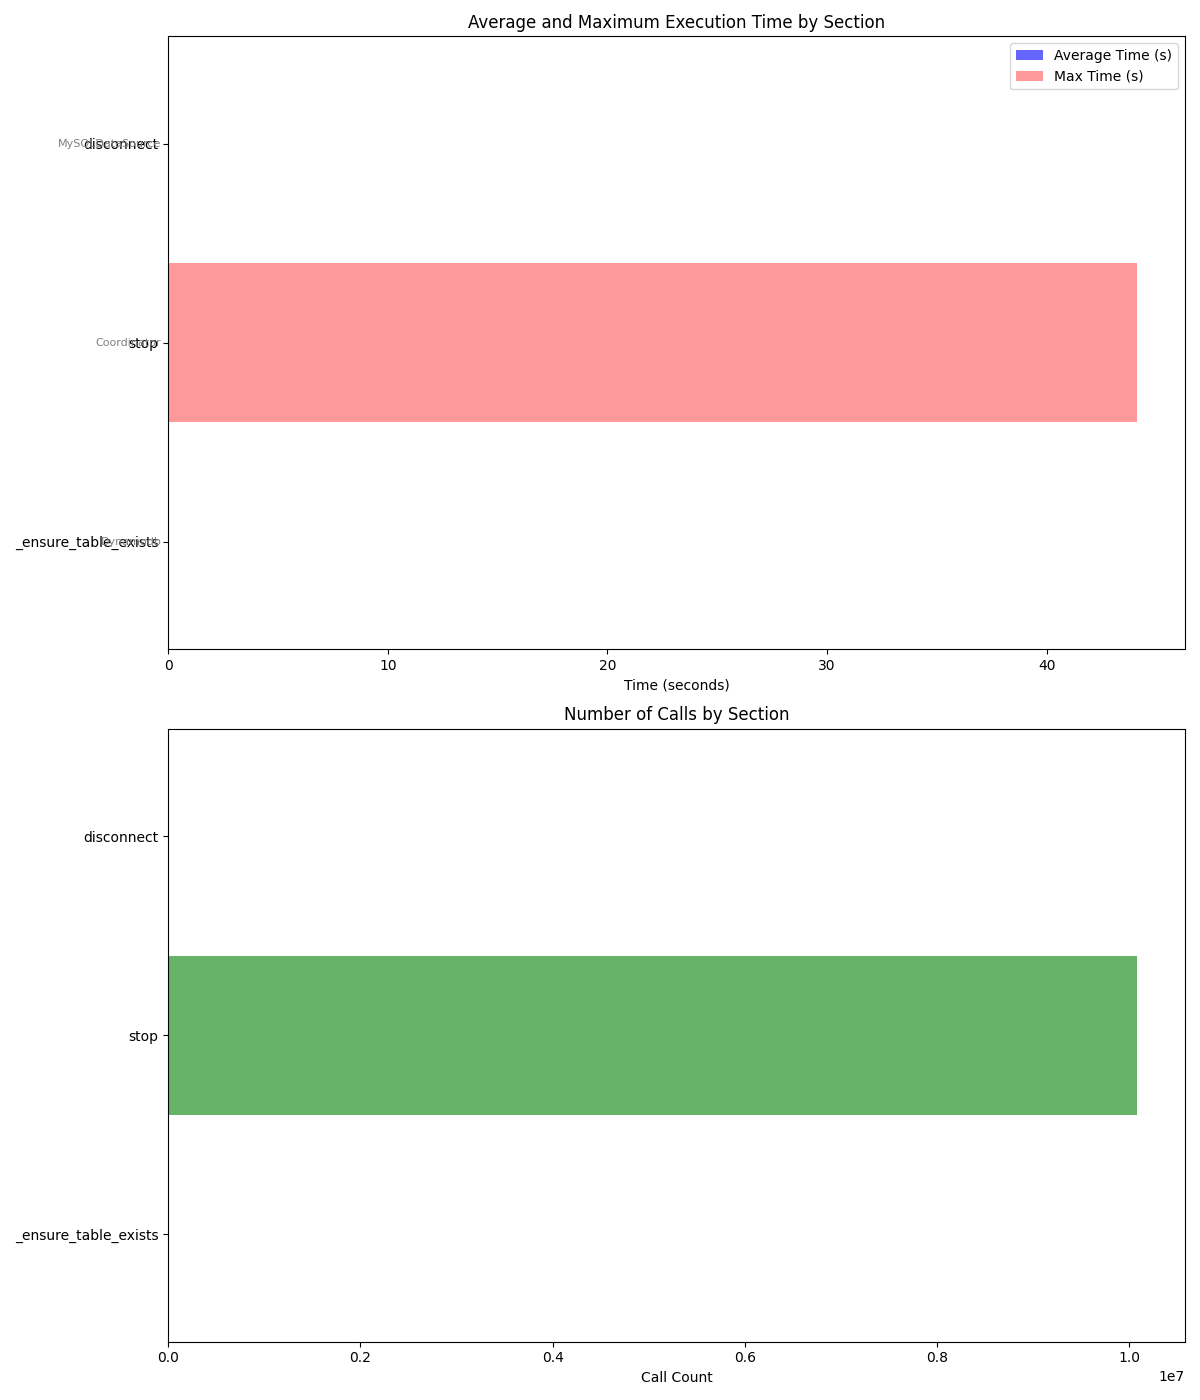 Average and Maximum Execution Time by Section
Average Time (s)
Max Time (s)
disconnect
stop
_ensure_table_exists
0 10 20 30 40
Time (seconds)
Number of Calls by Section
disconnect
stop
_ensure_table_exists
0.0 0.2 0.4 0.6 0.8 1.0
1e7
Call Count